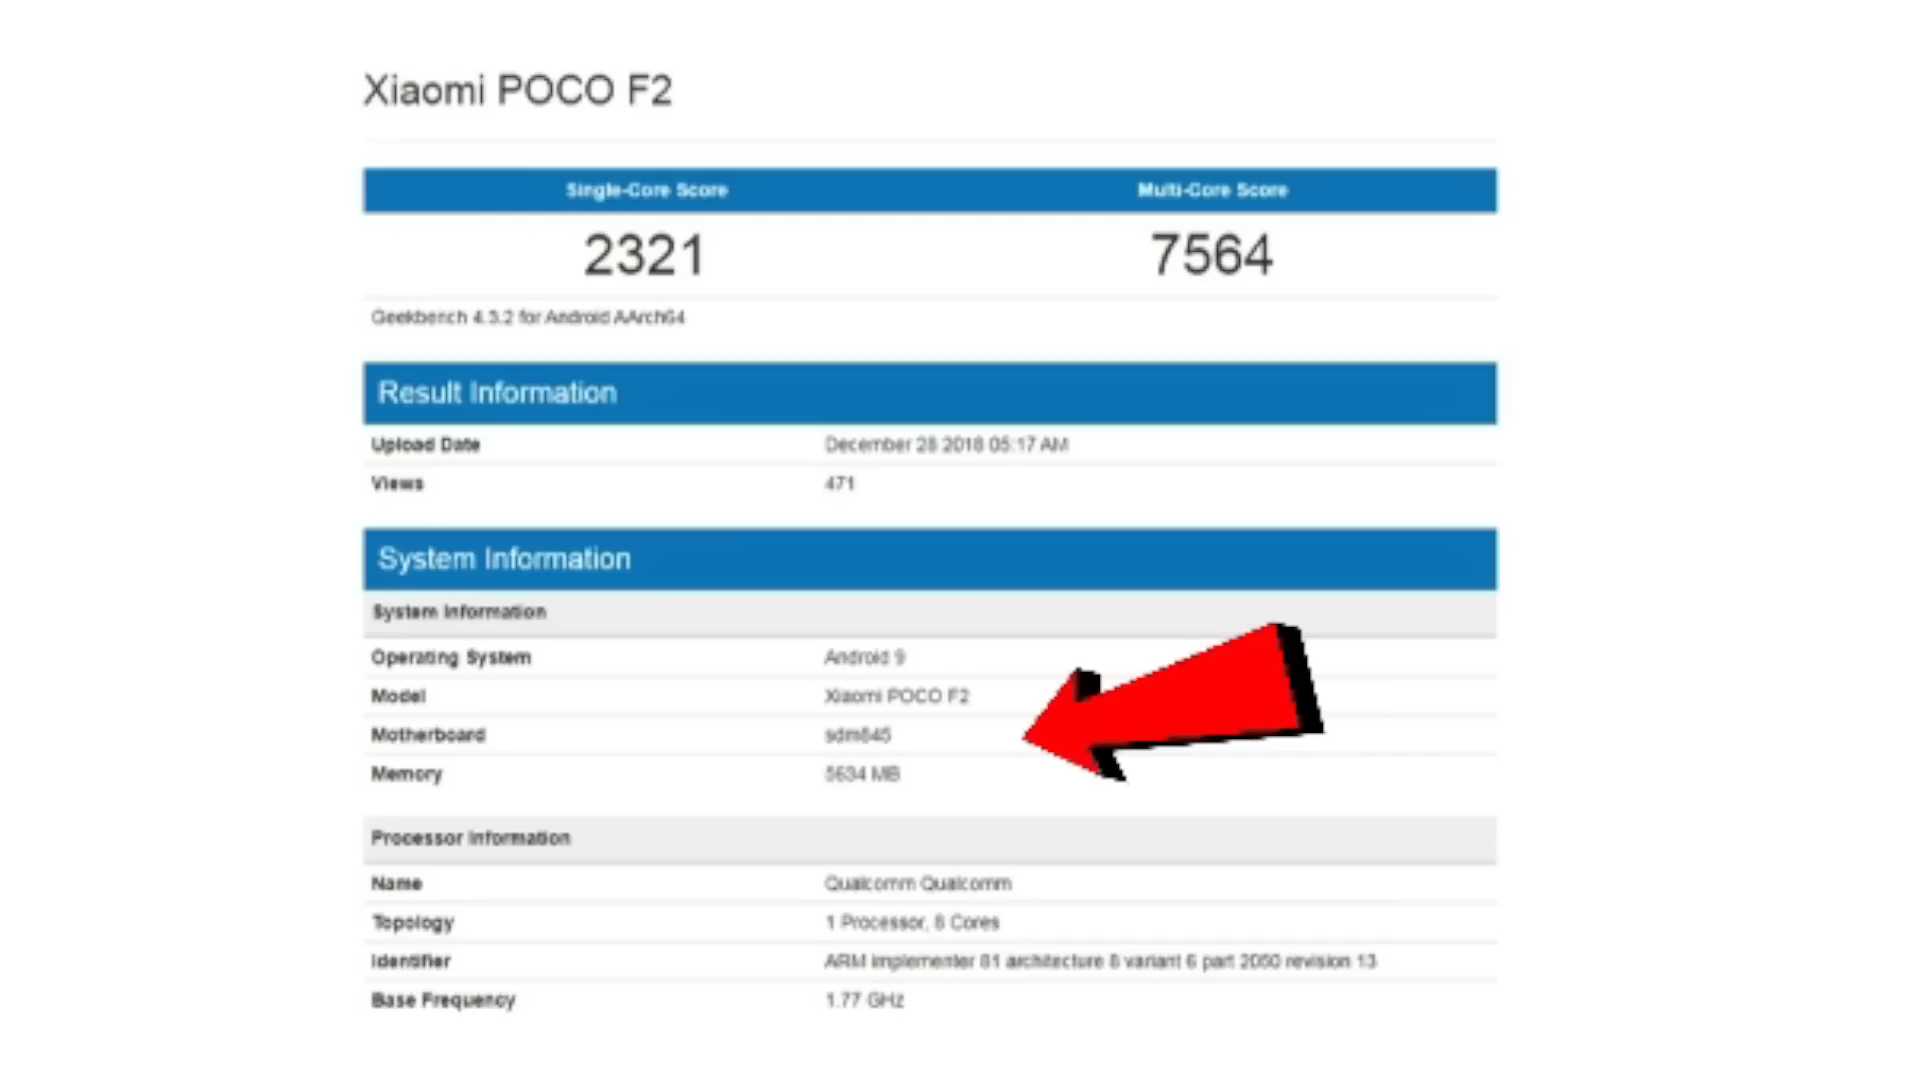 Xiaomi POCO F2
Single-Core Score Multi-Core Score
2321 7564
Geekbench 4.3.2 for Android AArch64
Result Information
Upload Date December 28 2018 05:17 AM
Views 471
System Information
System Information
Operating System Android 9
Model Xiaomi POCO F2
Motherboard sdm845
Memory 5634 MB
Processor Information
Name Qualcomm Qualcomm
Topology 1 Processor, 8 Cores
Identifier ARM implementer 81 architecture 8 variant 6 part 2050 revision 13
Base Frequency 1.77 GHz